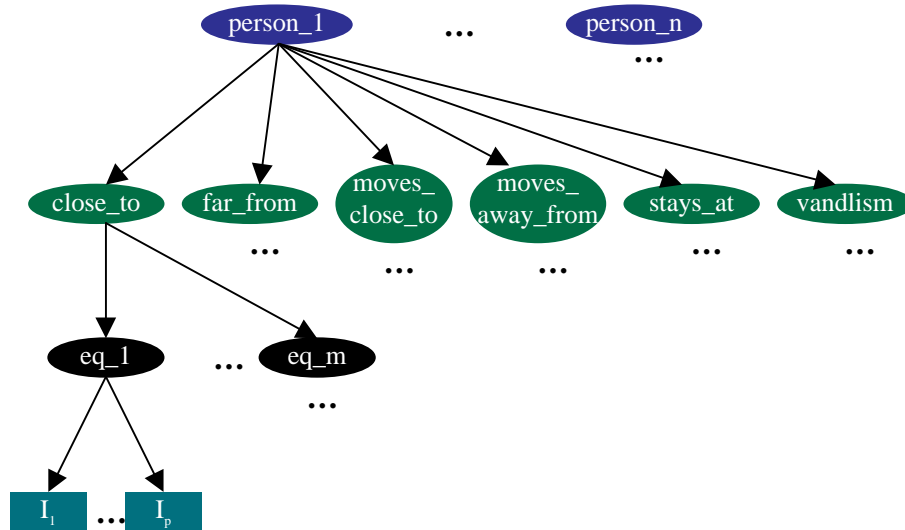 person_1 ... person_n
...
close_to far_from moves_ close_to moves_ away_from stays_at vandlism
... ... ... ... ...
eq_1 ... eq_m
...
I₁ ... Iₚ